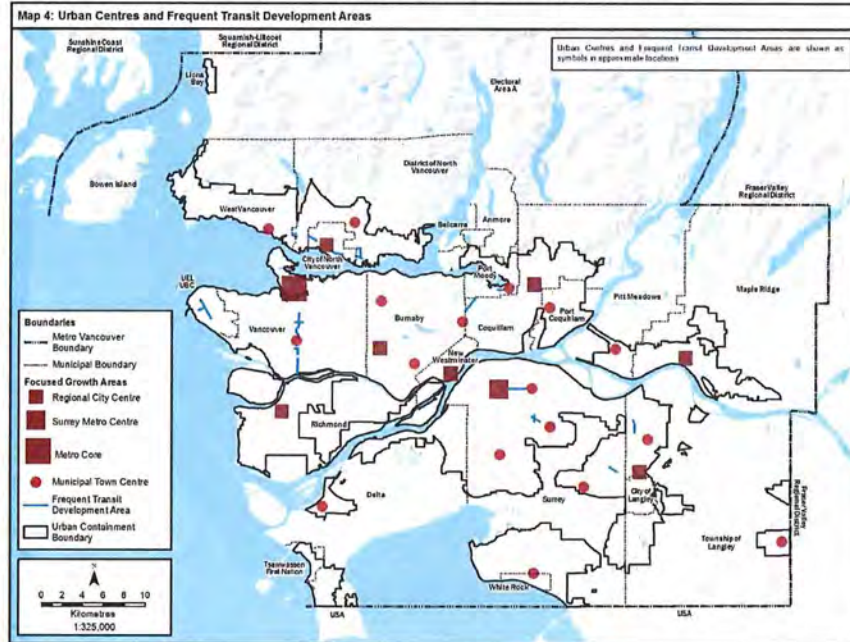 Map 4: Urban Centres and Frequent Transit Development Areas
Sunshine Coast
Regional District
Squamish-Lillooet
Regional District
Urban Centres and Frequent Transit Development Areas are shown as
symbols in approximate locations
Lions
Bay
Electoral
Area A
Bowen Island
District of North
Vancouver
Fraser Valley
Regional District
West Vancouver
Belcarra
Anmore
City of North
Vancouver
Port
Moody
UEL
UBC
Pitt Meadows
Maple Ridge
Vancouver
Burnaby
Coquitlam
Port
Coquitlam
New
Westminster
Richmond
Delta
Surrey
City of
Langley
Township of
Langley
Fraser Valley
Regional District
Tsawwassen
First Nation
White Rock
USA
USA
Boundaries
Metro Vancouver
Boundary
Municipal Boundary
Focused Growth Areas
Regional City Centre
Surrey Metro Centre
Metro Core
Municipal Town Centre
Frequent Transit
Development Area
Urban Containment
Boundary
N
0 2 4 6 8 10
Kilometres
1:325,000